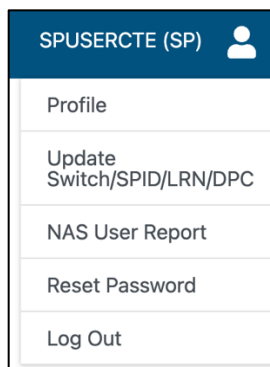 SPUSERCTE (SP)
Profile
Update
Switch/SPID/LRN/DPC
NAS User Report
Reset Password
Log Out